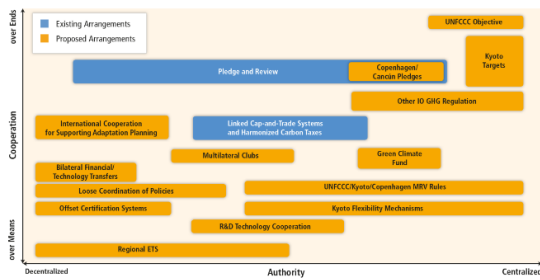 over Ends
Existing Arrangements
Proposed Arrangements
UNFCCC Objective
Kyoto
Targets
Pledge and Review
Copenhagen/
Cancún Pledges
Other IO GHG Regulation
Cooperation
International Cooperation
for Supporting Adaptation Planning
Linked Cap-and-Trade Systems
and Harmonized Carbon Taxes
Multilateral Clubs
Green Climate
Fund
Bilateral Financial/
Technology Transfers
Loose Coordination of Policies
UNFCCC/Kyoto/Copenhagen MRV Rules
Offset Certification Systems
Kyoto Flexibility Mechanisms
R&D Technology Cooperation
Regional ETS
over Means
Decentralized
Authority
Centralized